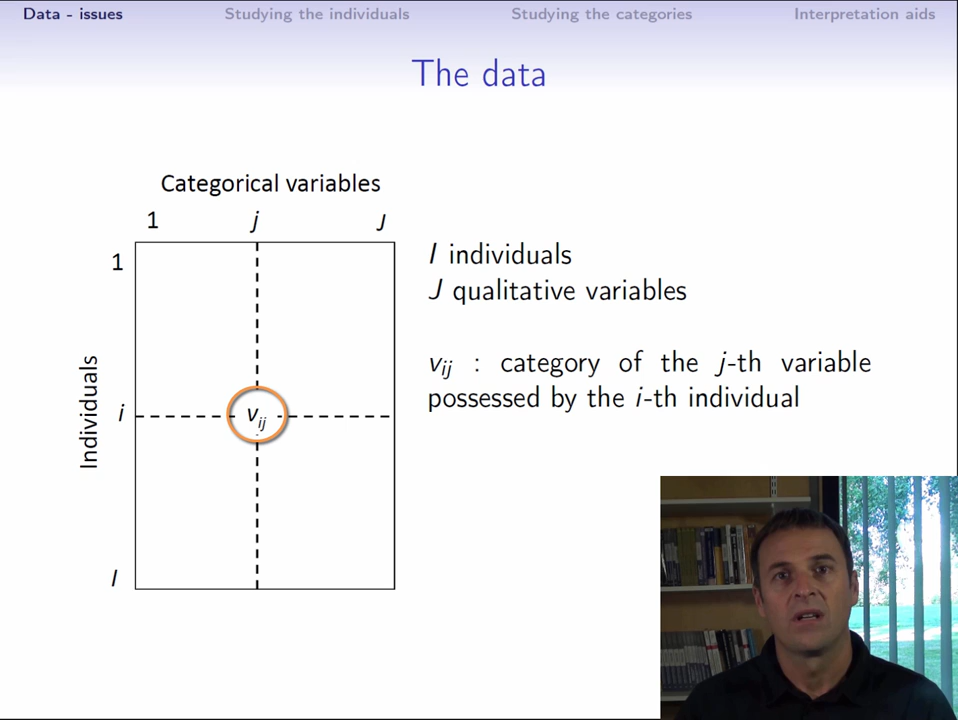 Data - issues Studying the individuals Studying the categories Interpretation aids
The data
Categorical variables
1 j J
1
Individuals
i
v_ij
I
I individuals
J qualitative variables
v_ij : category of the j-th variable
possessed by the i-th individual